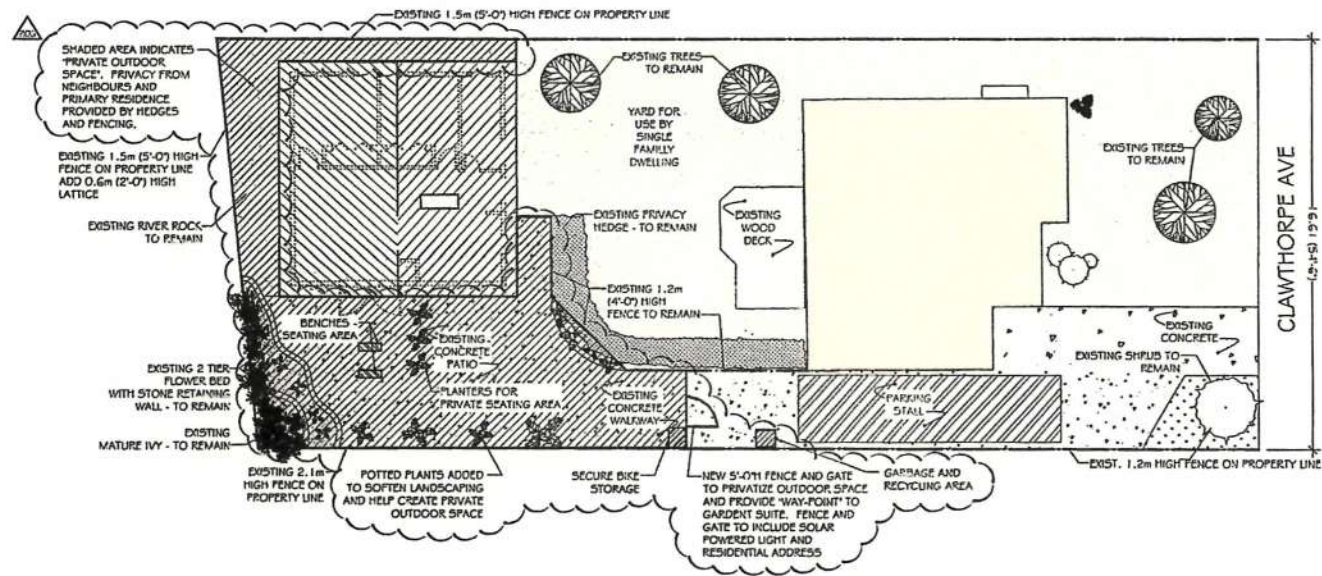 EXISTING 1.5m (5'-0") HIGH FENCE ON PROPERTY LINE
SHADED AREA INDICATES
"PRIVATE OUTDOOR
SPACE". PRIVACY FROM
NEIGHBOURS AND
PRIMARY RESIDENCE
PROVIDED BY HEDGES
AND FENCING.
EXISTING 1.5m (5'-0") HIGH
FENCE ON PROPERTY LINE
ADD 0.6m (2'-0") HIGH
LATTICE
EXISTING RIVER ROCK
TO REMAIN
EXISTING TREES
TO REMAIN
YARD FOR
USE BY
SINGLE
FAMILLY
DWELLING
EXISTING PRIVACY
HEDGE - TO REMAIN
EXISTING
WOOD
DECK
EXISTING 1.2m
(4'-0") HIGH
FENCE TO REMAIN
EXISTING TREES
TO REMAIN
CLAWTHORPE AVE
EXISTING
CONCRETE
EXISTING SHRUB TO
REMAIN
BENCHES -
SEATING AREA
EXISTING
CONCRETE
PATIO
PLANTERS FOR
PRIVATE SEATING AREA
EXISTING
CONCRETE
WALKWAY
PARKING
STALL
EXISTING 2 TIER
FLOWER BED
WITH STONE RETAINING
WALL - TO REMAIN
EXISTING
MATURE IVY - TO REMAIN
EXISTING 2.1m
HIGH FENCE ON
PROPERTY LINE
POTTED PLANTS ADDED
TO SOFTEN LANDSCAPING
AND HELP CREATE PRIVATE
OUTDOOR SPACE
SECURE BIKE
STORAGE
NEW 5'-0"H FENCE AND GATE
TO PRIVATIZE OUTDOOR SPACE
AND PROVIDE "WAY-POINT" TO
GARDENT SUITE. FENCE AND
GATE TO INCLUDE SOLAR
POWERED LIGHT AND
RESIDENTIAL ADDRESS
GARBAGE AND
RECYCLING AREA
EXIST. 1.2m HIGH FENCE ON PROPERTY LINE